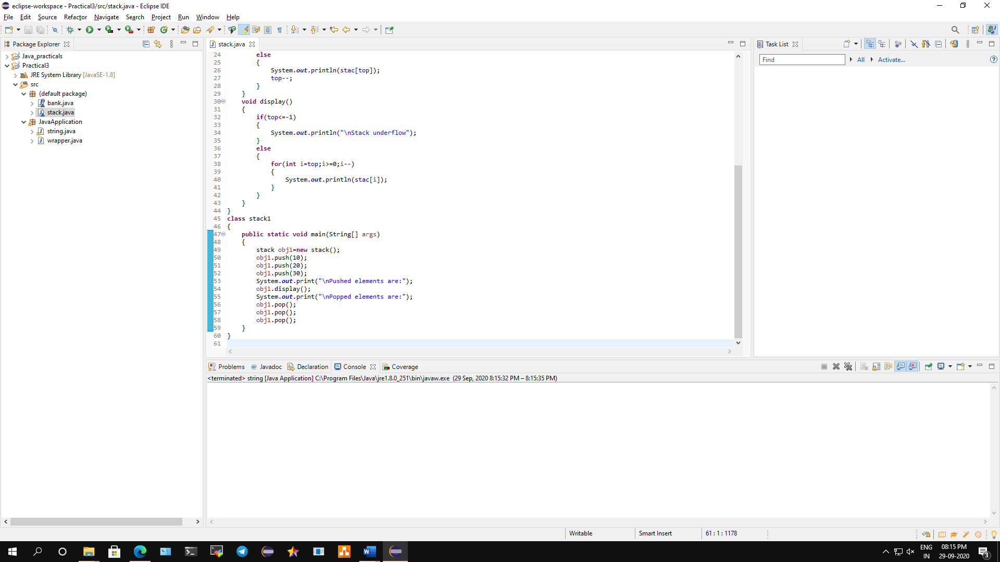 eclipse-workspace - Practical3/src/stack.java - Eclipse IDE
File Edit Source Refactor Navigate Search Project Run Window Help
Package Explorer
Java_practicals
Practical3
JRE System Library [JavaSE-1.8]
src
(default package)
bank.java
stack.java
JavaApplication
string.java
wrapper.java
stack.java
24 else
25 {
26 System.out.println(stac[top]);
27 top--;
28 }
29 }
30 void display()
31 {
32 if(top<=-1)
33 {
34 System.out.println("\nStack underflow");
35 }
36 else
37 {
38 for(int i=top;i>=0;i--)
39 {
40 System.out.println(stac[i]);
41 }
42 }
43 }
44 }
45 class stack1
46 {
47 public static void main(String[] args)
48 {
49 stack obj1=new stack();
50 obj1.push(10);
51 obj1.push(20);
52 obj1.push(30);
53 System.out.print("\nPushed elements are:");
54 obj1.display();
55 System.out.print("\nPopped elements are:");
56 obj1.pop();
57 obj1.pop();
58 obj1.pop();
59 }
60 }
61
Task List
Find All Activate...
Problems Javadoc Declaration Console Coverage
<terminated> string [Java Application] C:\Program Files\Java\jre1.8.0_251\bin\javaw.exe (29 Sep, 2020 8:15:32 PM – 8:15:35 PM)
Writable Smart Insert 61 : 1 : 1178
ENG
IN
08:15 PM
29-09-2020
3